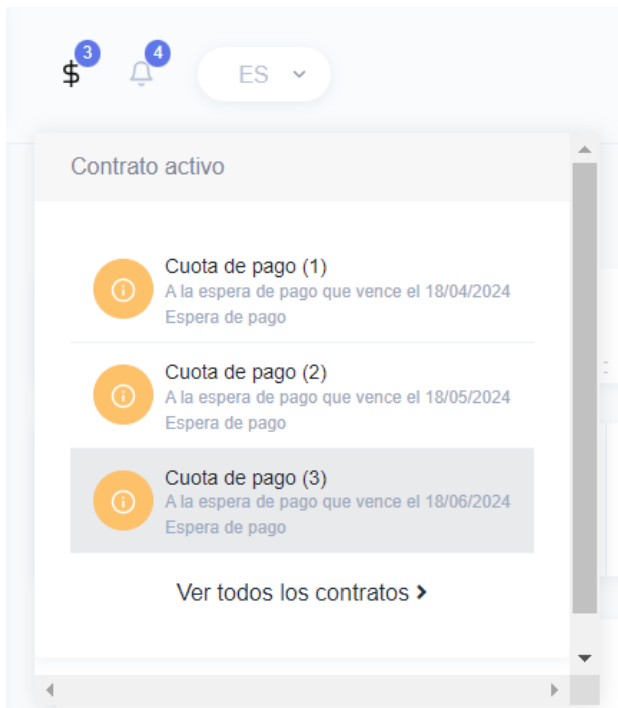 $ 3 4 ES
Contrato activo
Cuota de pago (1)
A la espera de pago que vence el 18/04/2024
Espera de pago
Cuota de pago (2)
A la espera de pago que vence el 18/05/2024
Espera de pago
Cuota de pago (3)
A la espera de pago que vence el 18/06/2024
Espera de pago
Ver todos los contratos